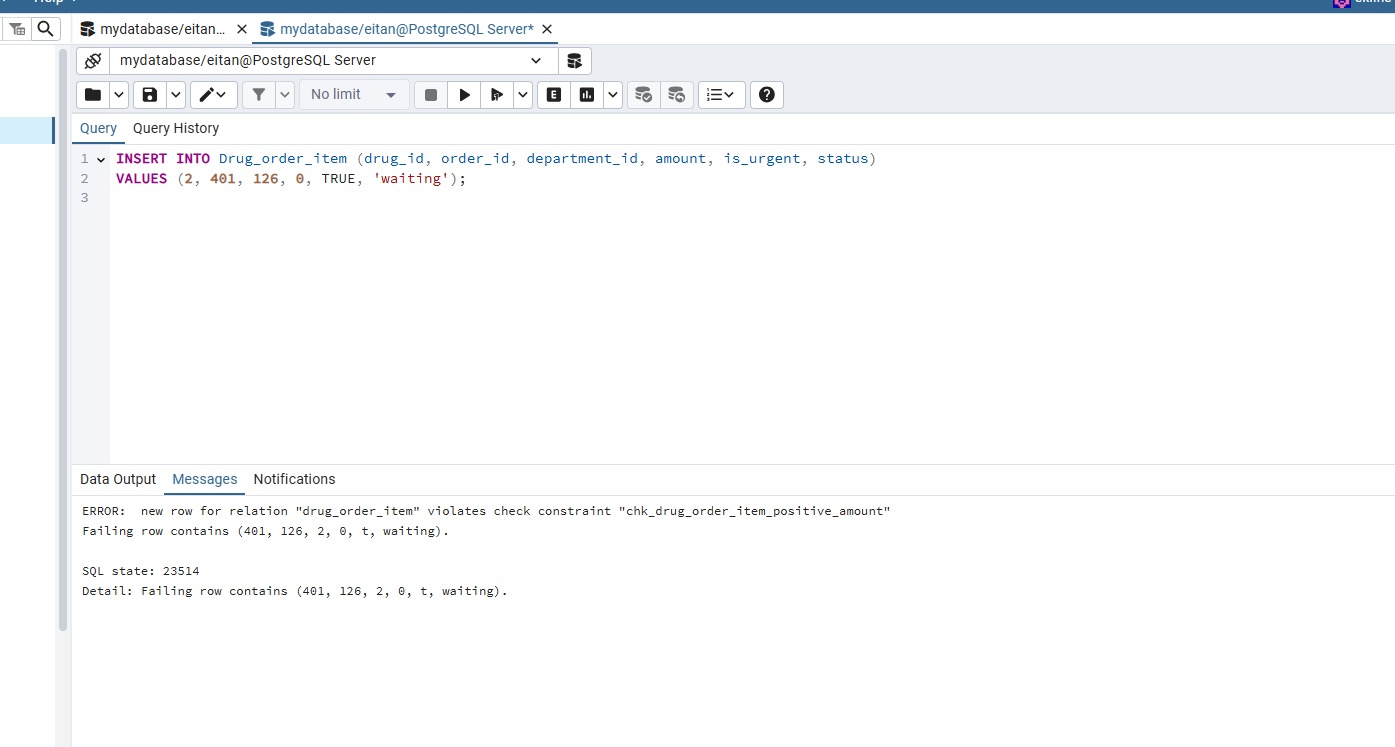 mydatabase/eitan...
mydatabase/eitan@PostgreSQL Server*
mydatabase/eitan@PostgreSQL Server
No limit
E
Query Query History
1 INSERT INTO Drug_order_item (drug_id, order_id, department_id, amount, is_urgent, status)
2 VALUES (2, 401, 126, 0, TRUE, 'waiting');
3
Data Output Messages Notifications
ERROR:  new row for relation "drug_order_item" violates check constraint "chk_drug_order_item_positive_amount"
Failing row contains (401, 126, 2, 0, t, waiting).
SQL state: 23514
Detail: Failing row contains (401, 126, 2, 0, t, waiting).